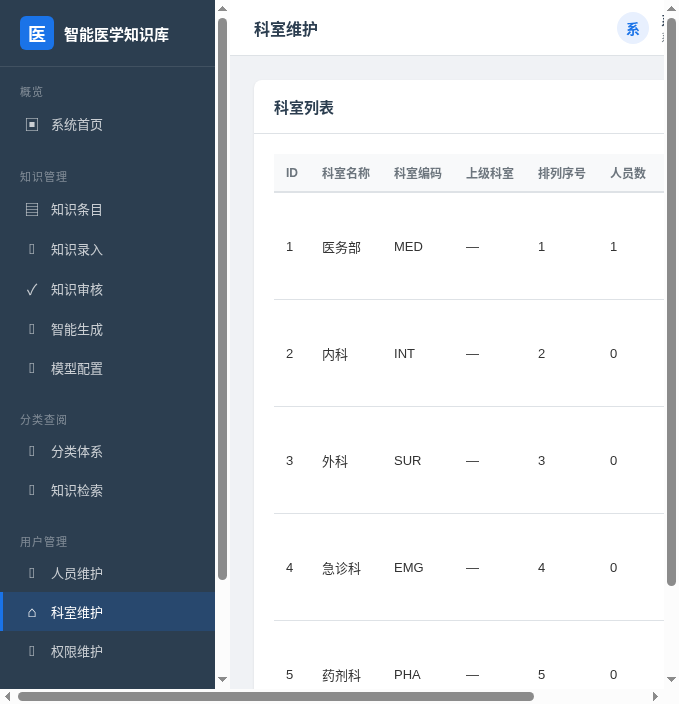 医 智能医学知识库
概览
系统首页
知识管理
知识条目
知识录入
知识审核
智能生成
模型配置
分类查阅
分类体系
知识检索
用户管理
人员维护
科室维护
权限维护
科室维护
系
科室列表
ID 科室名称 科室编码 上级科室 排列序号 人员数
1 医务部 MED — 1 1
2 内科 INT — 2 0
3 外科 SUR — 3 0
4 急诊科 EMG — 4 0
5 药剂科 PHA — 5 0